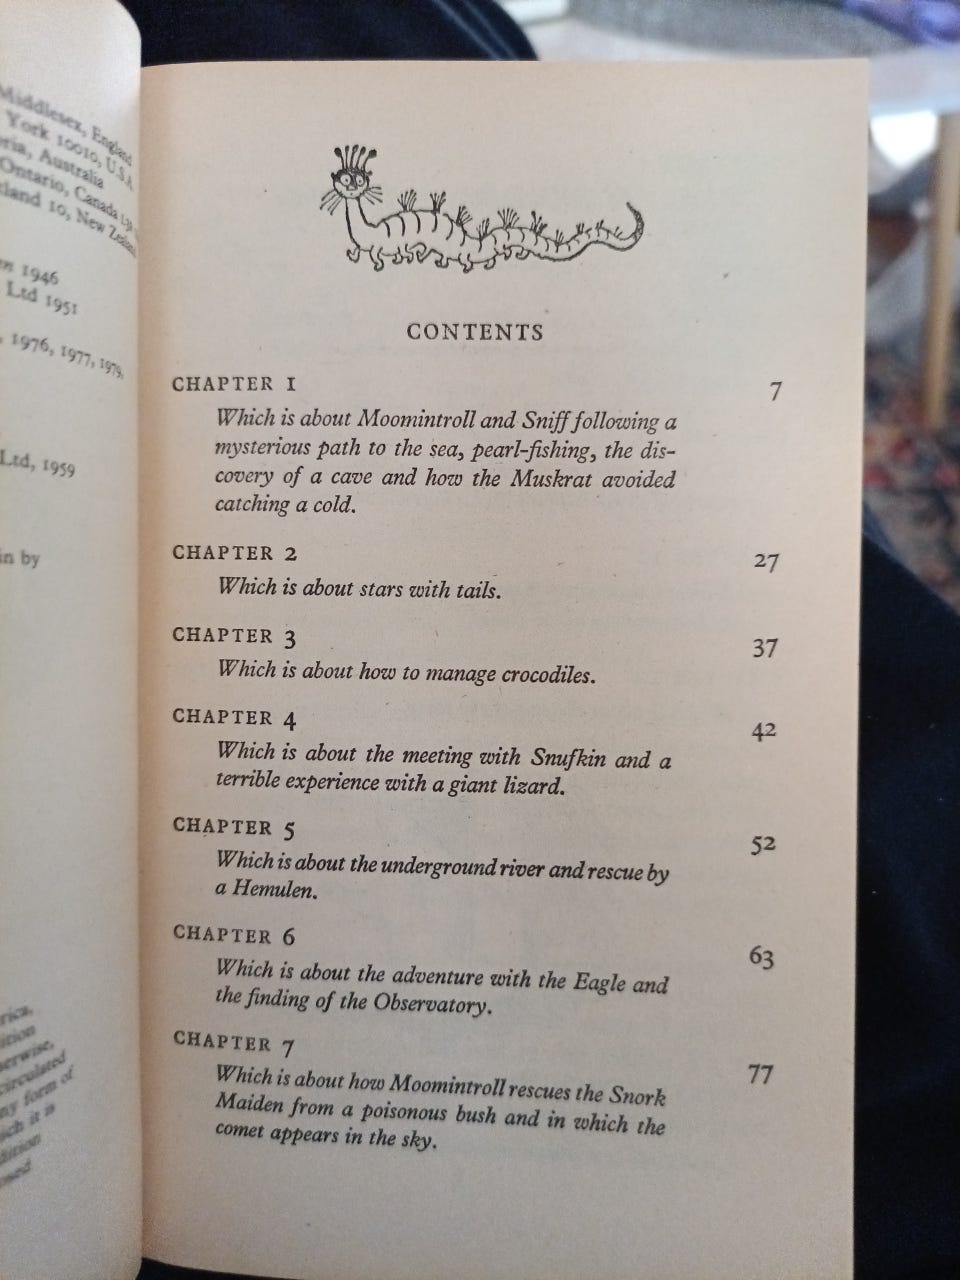 Middlesex, England
York 10010, U.S.A.
Australia
Ontario, Canada
10, New Zealand
1946
Ltd 1951
1976, 1977, 1979,
Ltd, 1959
in by
CONTENTS
CHAPTER 1 7
Which is about Moomintroll and Sniff following a
mysterious path to the sea, pearl-fishing, the dis-
covery of a cave and how the Muskrat avoided
catching a cold.
CHAPTER 2 27
Which is about stars with tails.
CHAPTER 3 37
Which is about how to manage crocodiles.
CHAPTER 4 42
Which is about the meeting with Snufkin and a
terrible experience with a giant lizard.
CHAPTER 5 52
Which is about the underground river and rescue by
a Hemulen.
CHAPTER 6 63
Which is about the adventure with the Eagle and
the finding of the Observatory.
CHAPTER 7 77
Which is about how Moomintroll rescues the Snork
Maiden from a poisonous bush and in which the
comet appears in the sky.